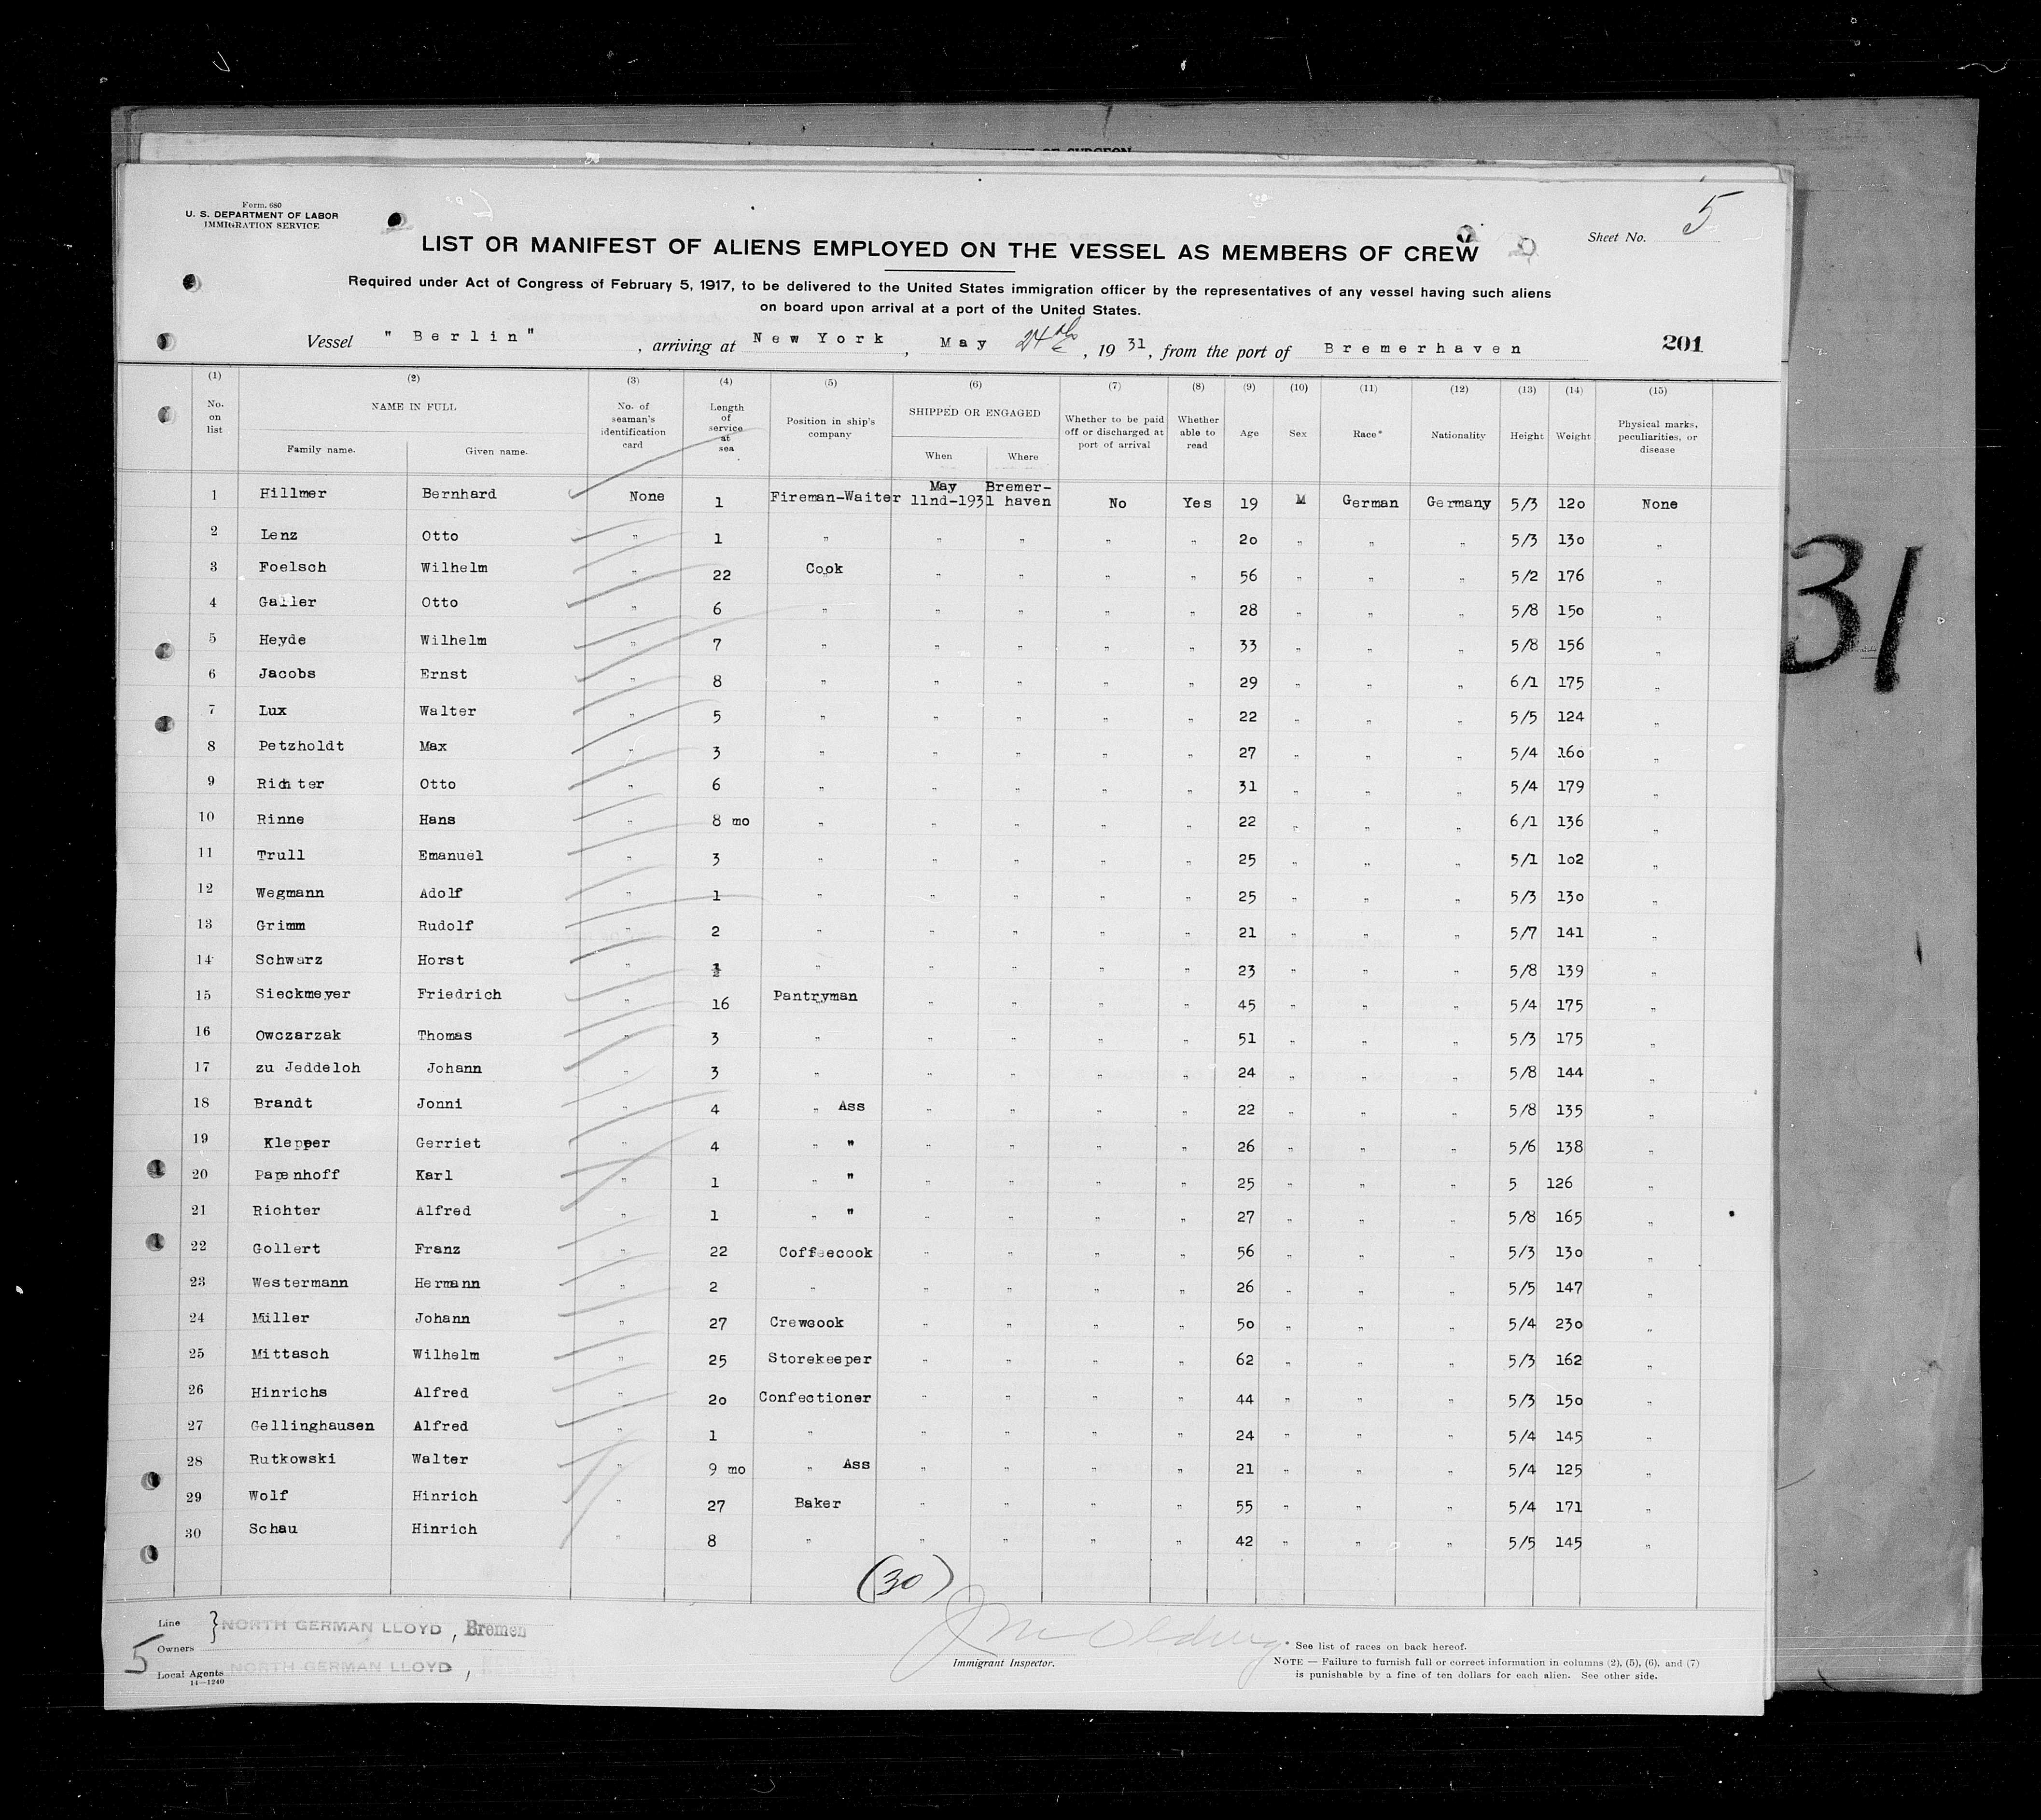 Form 680
U. S. DEPARTMENT OF LABOR
IMMIGRATION SERVICE
Sheet No. 5
LIST OR MANIFEST OF ALIENS EMPLOYED ON THE VESSEL AS MEMBERS OF CREW
Required under Act of Congress of February 5, 1917, to be delivered to the United States immigration officer by the representatives of any vessel having such aliens
on board upon arrival at a port of the United States.
Vessel "Berlin", arriving at New York, May 24th, 1931, from the port of Bremerhaven 201
(1) (2) (3) (4) (5) (6) (7) (8) (9) (10) (11) (12) (13) (14) (15)
No. on list NAME IN FULL Family name. Given name. No. of seaman's identification card Length of service at sea Position in ship's company SHIPPED OR ENGAGED When Where Whether to be paid off or discharged at port of arrival Whether able to read Age Sex Race* Nationality Height Weight Physical marks, peculiarities, or disease
1 Hillmer Bernhard None 1 Fireman-Waiter May 11nd-1931 Bremer-haven No Yes 19 M German Germany 5/3 120 None
2 Lenz Otto " 1 " " " " " 20 " " " 5/3 130 "
3 Foelsch Wilhelm " 22 Cook " " " " 56 " " " 5/2 176 "
4 Galler Otto " 6 " " " " " 28 " " " 5/8 150 "
5 Heyde Wilhelm " 7 " " " " " 33 " " " 5/8 156 "
6 Jacobs Ernst " 8 " " " " " 29 " " " 6/1 175 "
7 Lux Walter " 5 " " " " " 22 " " " 5/5 124 "
8 Petzholdt Max " 3 " " " " " 27 " " " 5/4 160 "
9 Richter Otto " 6 " " " " " 31 " " " 5/4 179 "
10 Rinne Hans " 8 mo " " " " " 22 " " " 6/1 136 "
11 Trull Emanuel " 3 " " " " " 25 " " " 5/1 102 "
12 Wegmann Adolf " 1 " " " " " 25 " " " 5/3 130 "
13 Grimm Rudolf " 2 " " " " " 21 " " " 5/7 141 "
14 Schwarz Horst " " " " " " 23 " " " 5/8 139 "
15 Sieckmeyer Friedrich " 16 Pantryman " " " " 45 " " " 5/4 175 "
16 Owczarzak Thomas " 3 " " " " " 51 " " " 5/3 175 "
17 zu Jeddeloh Johann " 3 " " " " " 24 " " " 5/8 144 "
18 Brandt Jonni " 4 " Ass " " " " 22 " " " 5/8 135 "
19 Klepper Gerriet " 4 " " " " " " 26 " " " 5/6 138 "
20 Papenhoff Karl " 1 " " " " " " 25 " " " 5 126 "
21 Richter Alfred " 1 " " " " " " 27 " " " 5/8 165 "
22 Gollert Franz " 22 Coffeecook " " " " 56 " " " 5/3 130 "
23 Westermann Hermann " 2 " " " " " 26 " " " 5/5 147 "
24 Müller Johann " 27 Crewcook " " " " 50 " " " 5/4 230 "
25 Mittasch Wilhelm " 25 Storekeeper " " " " 62 " " " 5/3 162 "
26 Hinrichs Alfred " 20 Confectioner " " " " 44 " " " 5/3 150 "
27 Gellinghausen Alfred " 1 " " " " " 24 " " " 5/4 145 "
28 Rutkowski Walter " 9 mo " Ass " " " " 21 " " " 5/4 125 "
29 Wolf Hinrich " 27 Baker " " " " 55 " " " 5/4 171 "
30 Schau Hinrich " 8 " " " " " 42 " " " 5/5 145 "
(30)
Line
Owners
NORTH GERMAN LLOYD, Bremen
5
Local Agents NORTH GERMAN LLOYD,
14—1240
Immigrant Inspector.
* See list of races on back hereof.
NOTE — Failure to furnish full or correct information in columns (2), (5), (6), and (7)
is punishable by a fine of ten dollars for each alien. See other side.
31